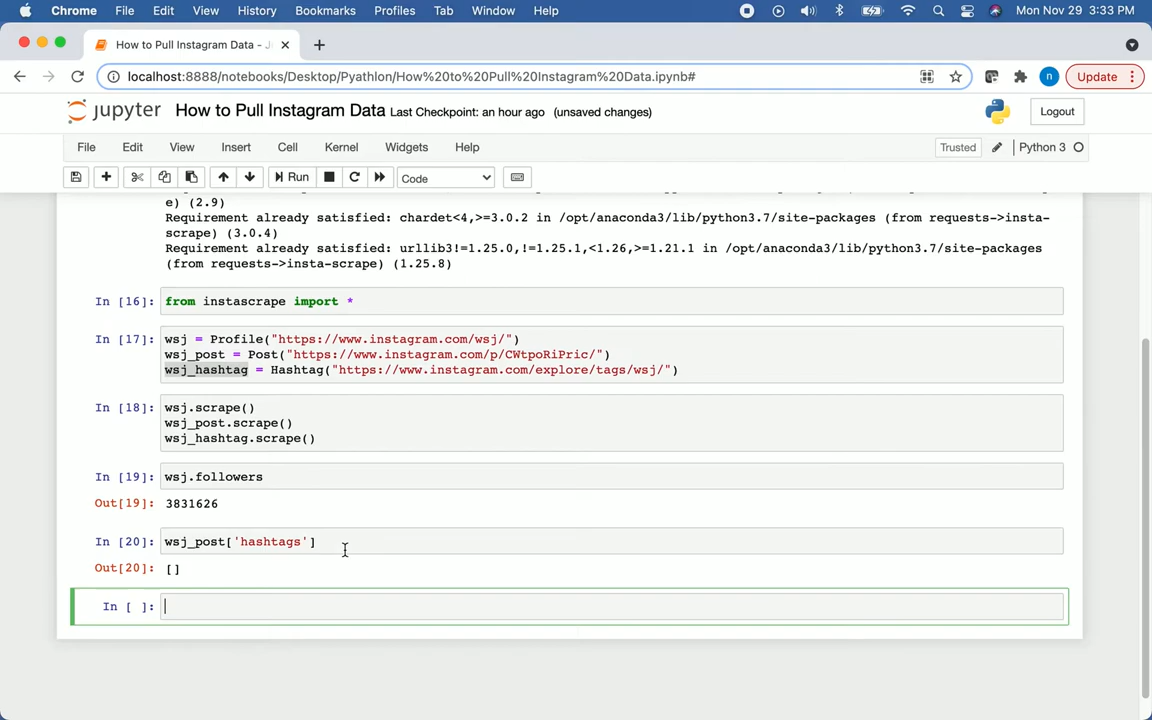 Chrome File Edit View History Bookmarks Profiles Tab Window Help Mon Nov 29 3:33 PM
How to Pull Instagram Data - J
localhost:8888/notebooks/Desktop/Pyathlon/How%20to%20Pull%20Instagram%20Data.ipynb# n Update
jupyter How to Pull Instagram Data Last Checkpoint: an hour ago (unsaved changes) Logout
File Edit View Insert Cell Kernel Widgets Help Trusted Python 3
Run Code
e) (2.9)
Requirement already satisfied: chardet<4,>=3.0.2 in /opt/anaconda3/lib/python3.7/site-packages (from requests->insta-
scrape) (3.0.4)
Requirement already satisfied: urllib3!=1.25.0,!=1.25.1,<1.26,>=1.21.1 in /opt/anaconda3/lib/python3.7/site-packages
(from requests->insta-scrape) (1.25.8)
In [16]: from instascrape import *
In [17]: wsj = Profile("https://www.instagram.com/wsj/")
wsj_post = Post("https://www.instagram.com/p/CWtpoRiPric/")
wsj_hashtag = Hashtag("https://www.instagram.com/explore/tags/wsj/")
In [18]: wsj.scrape()
wsj_post.scrape()
wsj_hashtag.scrape()
In [19]: wsj.followers
Out[19]: 3831626
In [20]: wsj_post['hashtags']
Out[20]: []
In [ ]: